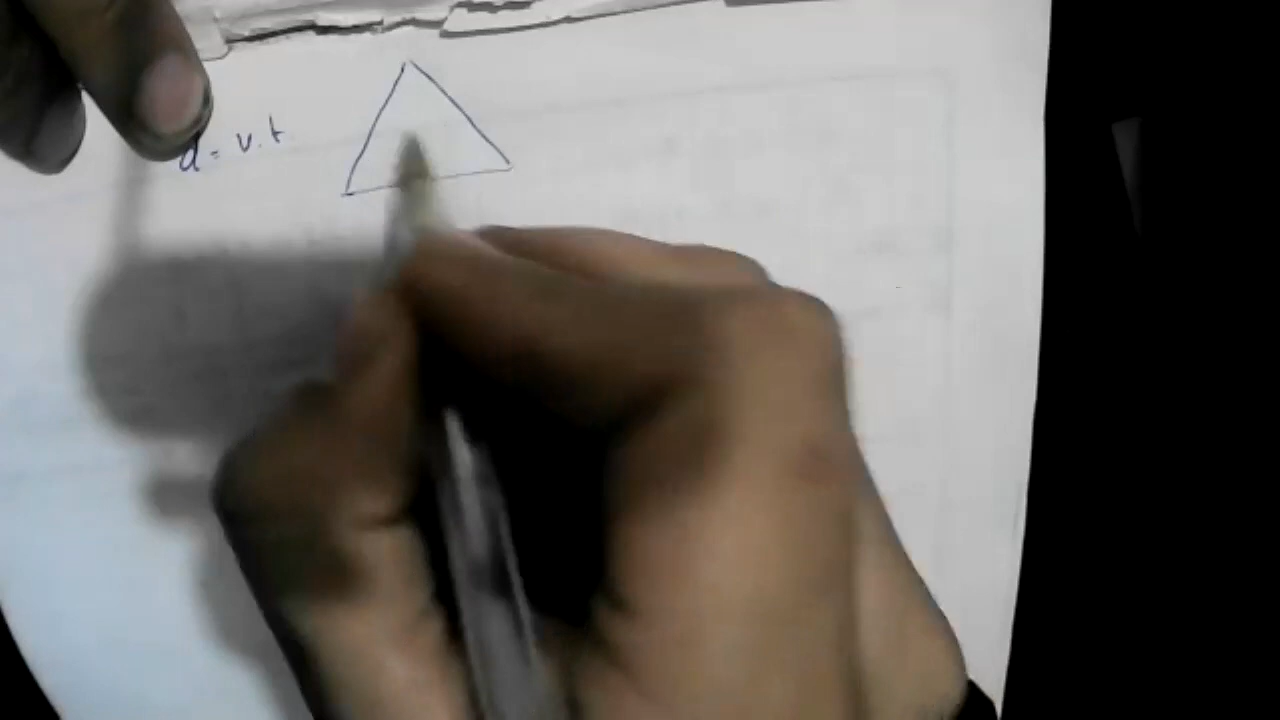 d = v.t